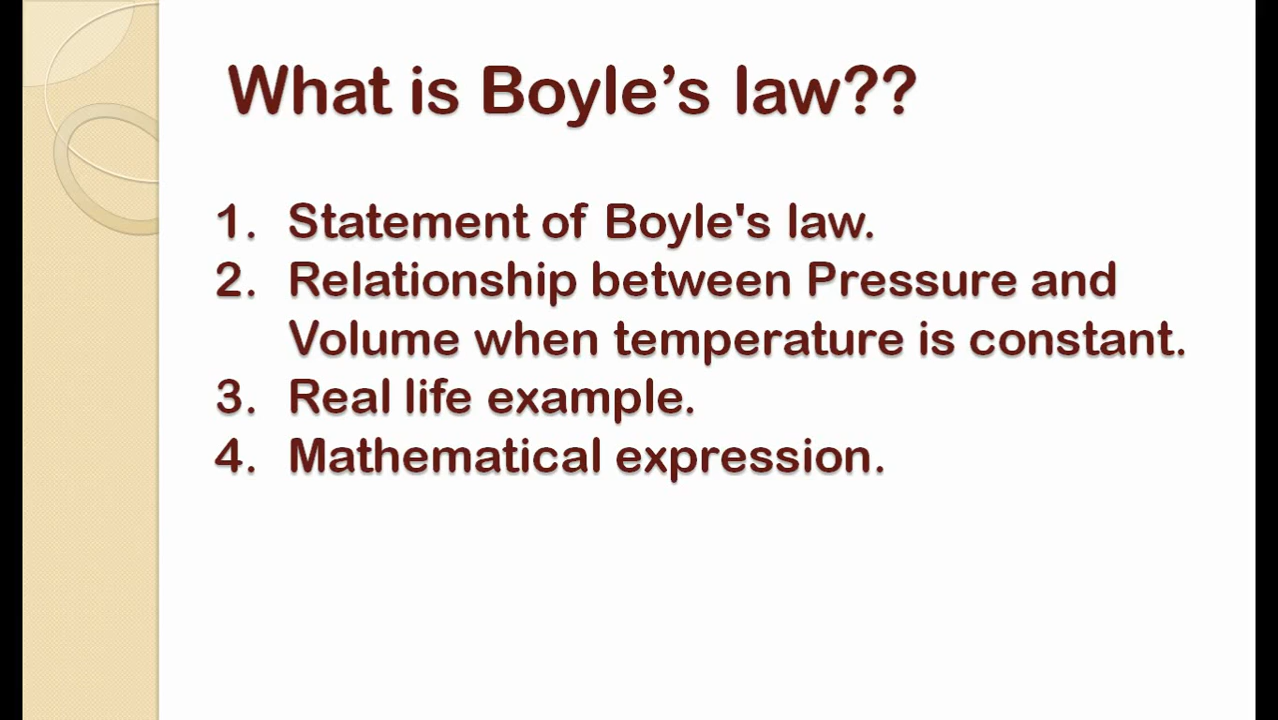 What is Boyle’s law??
1. Statement of Boyle's law.
2. Relationship between Pressure and
Volume when temperature is constant.
3. Real life example.
4. Mathematical expression.